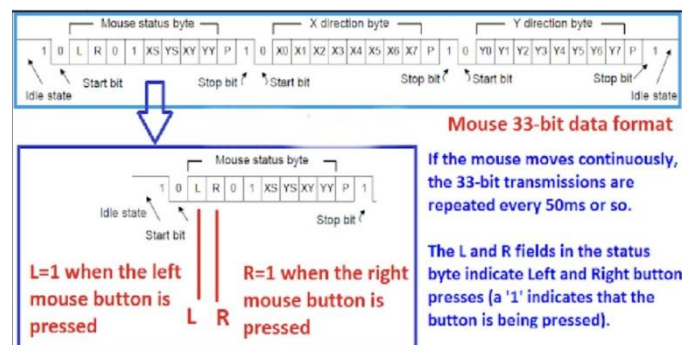 Mouse status byte X direction byte Y direction byte
1 0 L R 0 1 XS YS XY YY P 1 0 X0 X1 X2 X3 X4 X5 X6 X7 P 1 0 Y0 Y1 Y2 Y3 Y4 Y5 Y6 Y7 P 1
Idle state Start bit Stop bit Start bit Stop bit Start bit Stop bit Idle state
Mouse 33-bit data format
Mouse status byte
1 0 L R 0 1 XS YS XY YY P 1
Idle state Start bit Stop bit
L=1 when the left
mouse button is
pressed
L R
R=1 when the right
mouse button is
pressed
If the mouse moves continuously,
the 33-bit transmissions are
repeated every 50ms or so.
The L and R fields in the status
byte indicate Left and Right button
presses (a '1' indicates that the
button is being pressed).